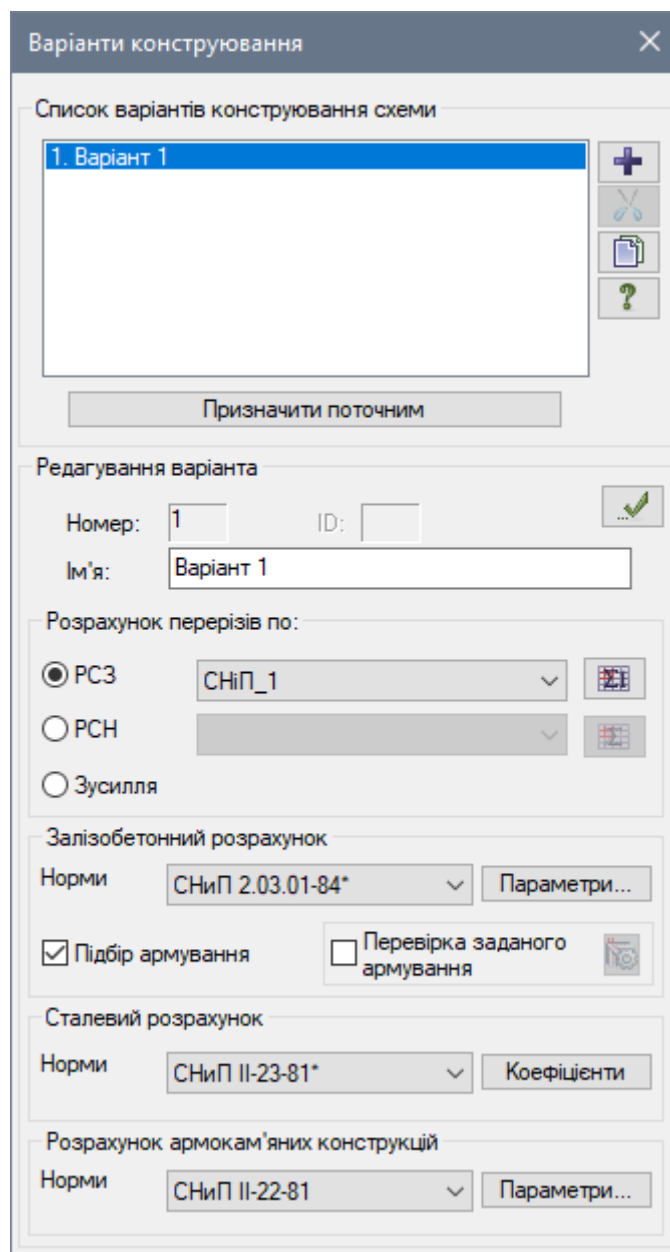 Варіанти конструювання
Список варіантів конструювання схеми
1. Варіант 1
Призначити поточним
Редагування варіанта
Номер: 1 ID:
Ім'я: Варіант 1
Розрахунок перерізів по:
РСЗ СНіП_1
РСН
Зусилля
Залізобетонний розрахунок
Норми СНиП 2.03.01-84* Параметри...
Підбір армування Перевірка заданого
армування
Сталевий розрахунок
Норми СНиП II-23-81* Коефіцієнти
Розрахунок армокам'яних конструкцій
Норми СНиП II-22-81 Параметри...